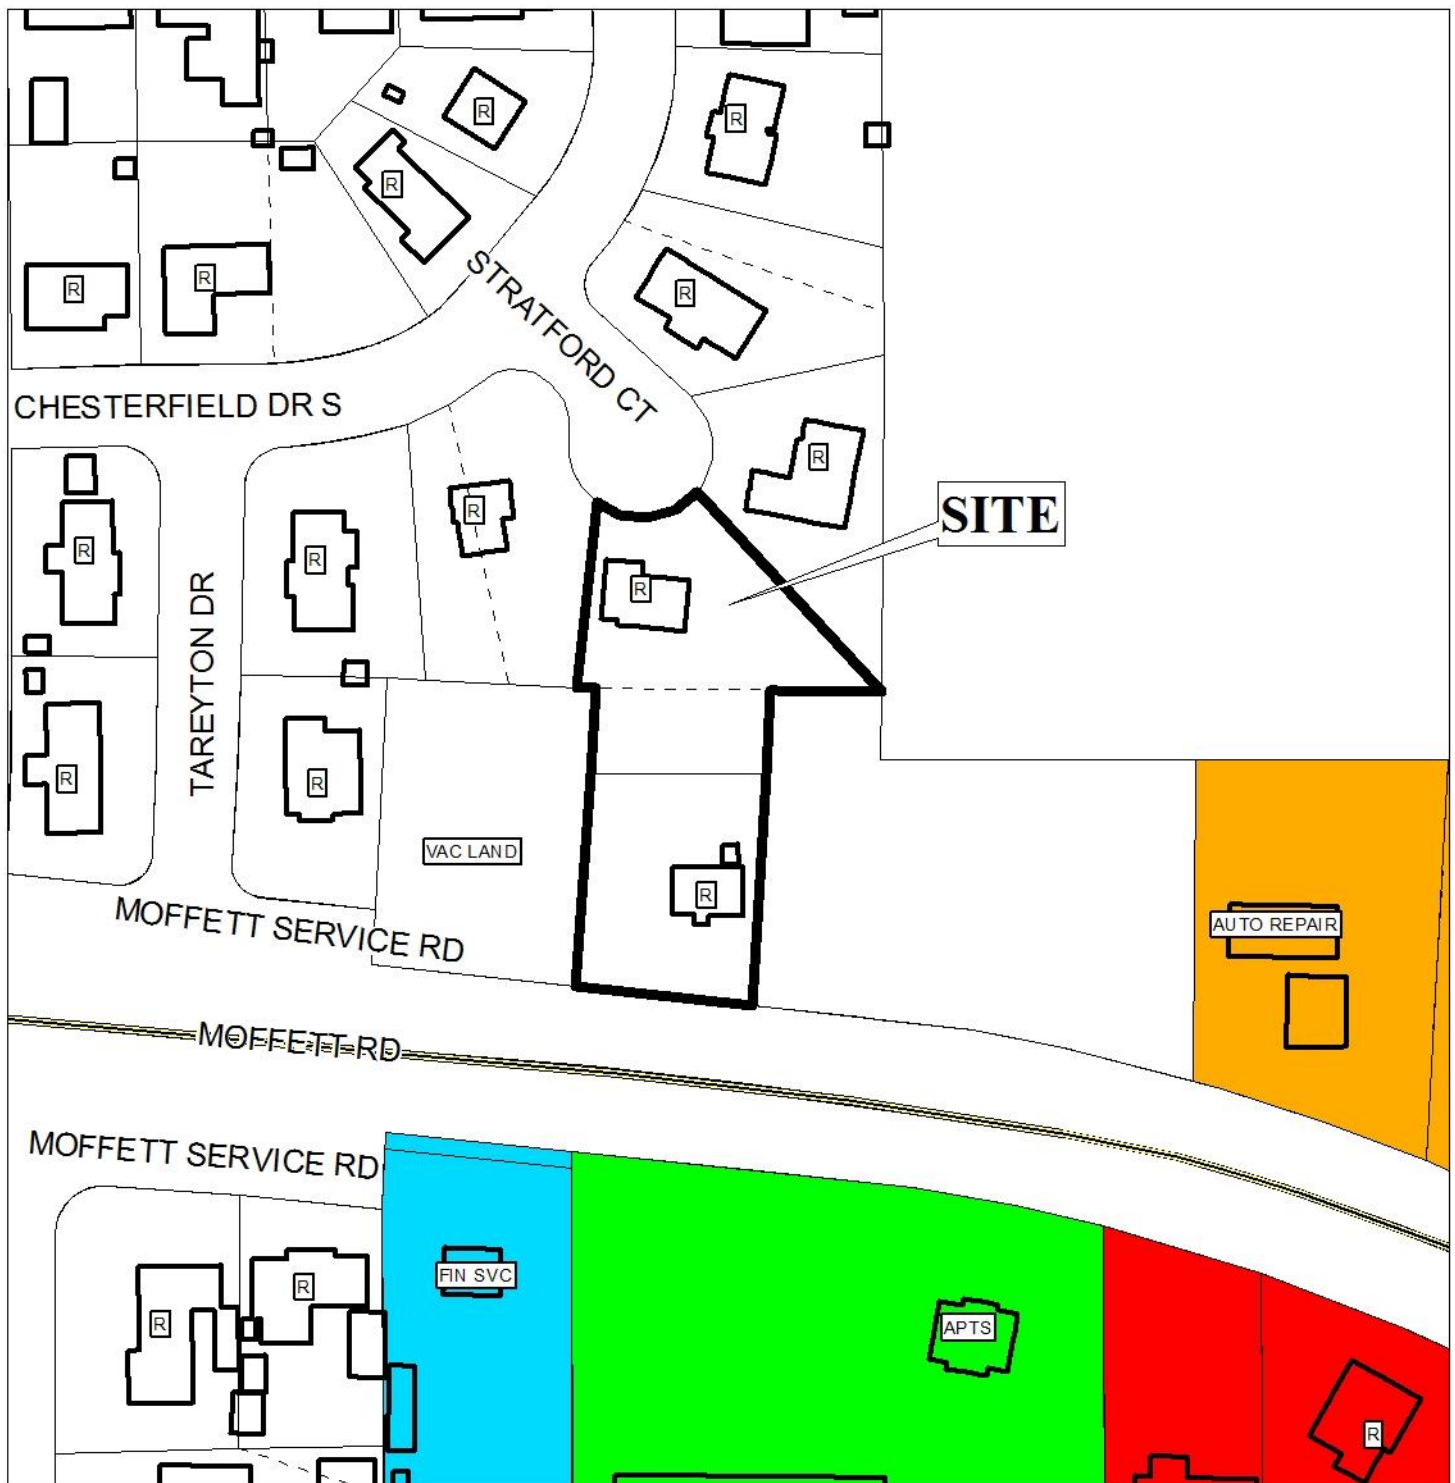 R
R
R
R
R
R
STRATFORD CT
CHESTERFIELD DR S
R
SITE
R
R
R
R
TAREYTON DR
R
R
VAC LAND
R
MOFFETT SERVICE RD
AUTO REPAIR
MOFFETT RD
MOFFETT SERVICE RD
FIN SVC
R
R
APTS
R